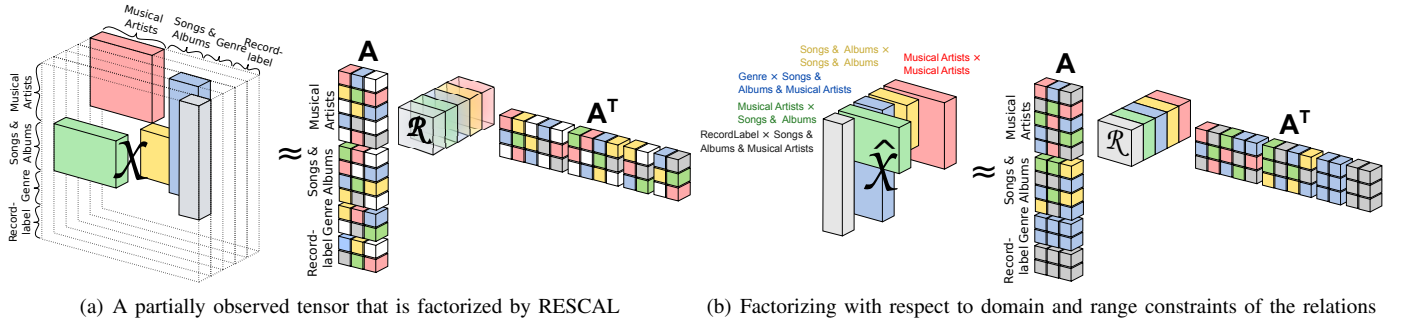 Musical
Artists
Songs &
Albums
Genre
Record-
label
Musical
Artists
Songs &
Albums
Genre
Record-
label
X
≈
A
Musical
Artists
Songs &
Albums
Genre
Record-
label
R
A^T
(a) A partially observed tensor that is factorized by RESCAL
Songs & Albums ×
Songs & Albums
Musical Artists ×
Musical Artists
Genre × Songs &
Albums & Musical Artists
Musical Artists ×
Songs & Albums
RecordLabel × Songs &
Albums & Musical Artists
X̂
≈
A
Musical
Artists
Songs &
Albums
Genre
Record-
label
R
A^T
(b) Factorizing with respect to domain and range constraints of the relations